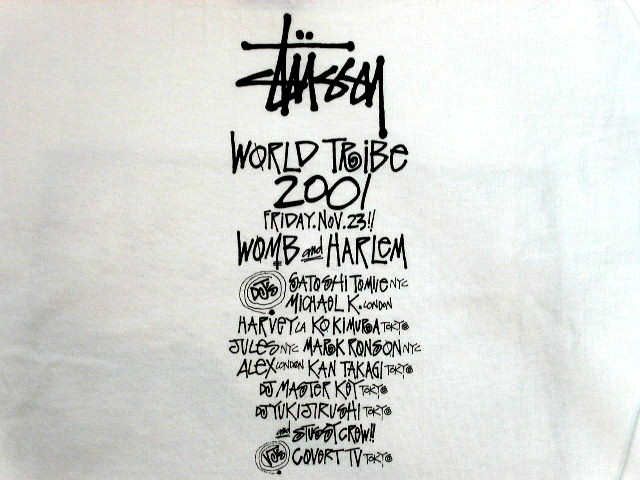 Stüssy
WORLD TRIBE
2001
FRIDAY.NOV.23!!
WOMB and HARLEM
DJS SATOSHI TOMIIE NYC
MICHAEL K. LONDON
HARVEY LA KO KIMURA TOKYO
JULES NYC MARK RONSON NYC
ALEX LONDON KAN TAKAGI TOKYO
DJ MASTER KEY TOKYO
DJ YUKIJIRUSHI TOKYO
and STUSSY CREW!!
VJS COVERT TV TOKYO